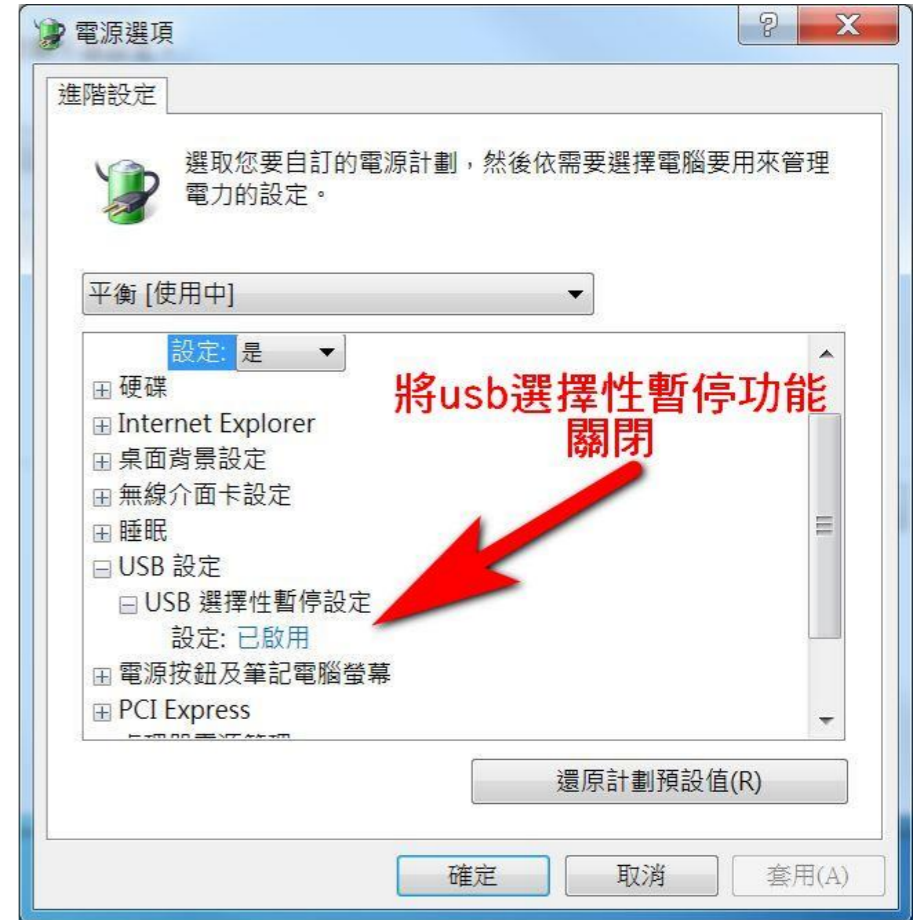 電源選項
進階設定
選取您要自訂的電源計劃，然後依需要選擇電腦要用來管理
電力的設定。
平衡 [使用中]
設定: 是
硬碟
將usb選擇性暫停功能
關閉
Internet Explorer
桌面背景設定
無線介面卡設定
睡眠
USB 設定
USB 選擇性暫停設定
設定: 已啟用
電源按鈕及筆記電腦螢幕
PCI Express
還原計劃預設值(R)
確定
取消
套用(A)